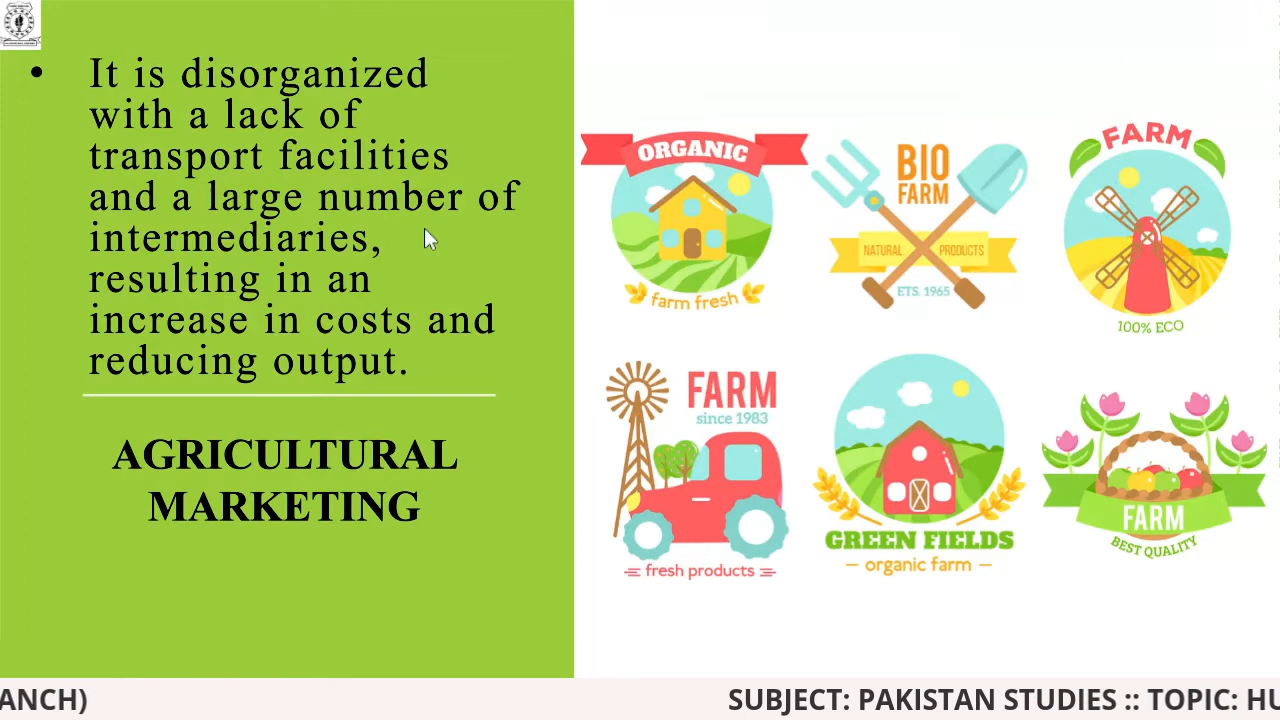 • It is disorganized
with a lack of
transport facilities
and a large number of
intermediaries,
resulting in an
increase in costs and
reducing output.
AGRICULTURAL
MARKETING
ORGANIC
farm fresh
BIO
FARM
NATURAL PRODUCTS
ETS. 1965
FARM
100% ECO
FARM
since 1983
fresh products
GREEN FIELDS
organic farm
FARM
BEST QUALITY
ANCH) SUBJECT: PAKISTAN STUDIES :: TOPIC: HU